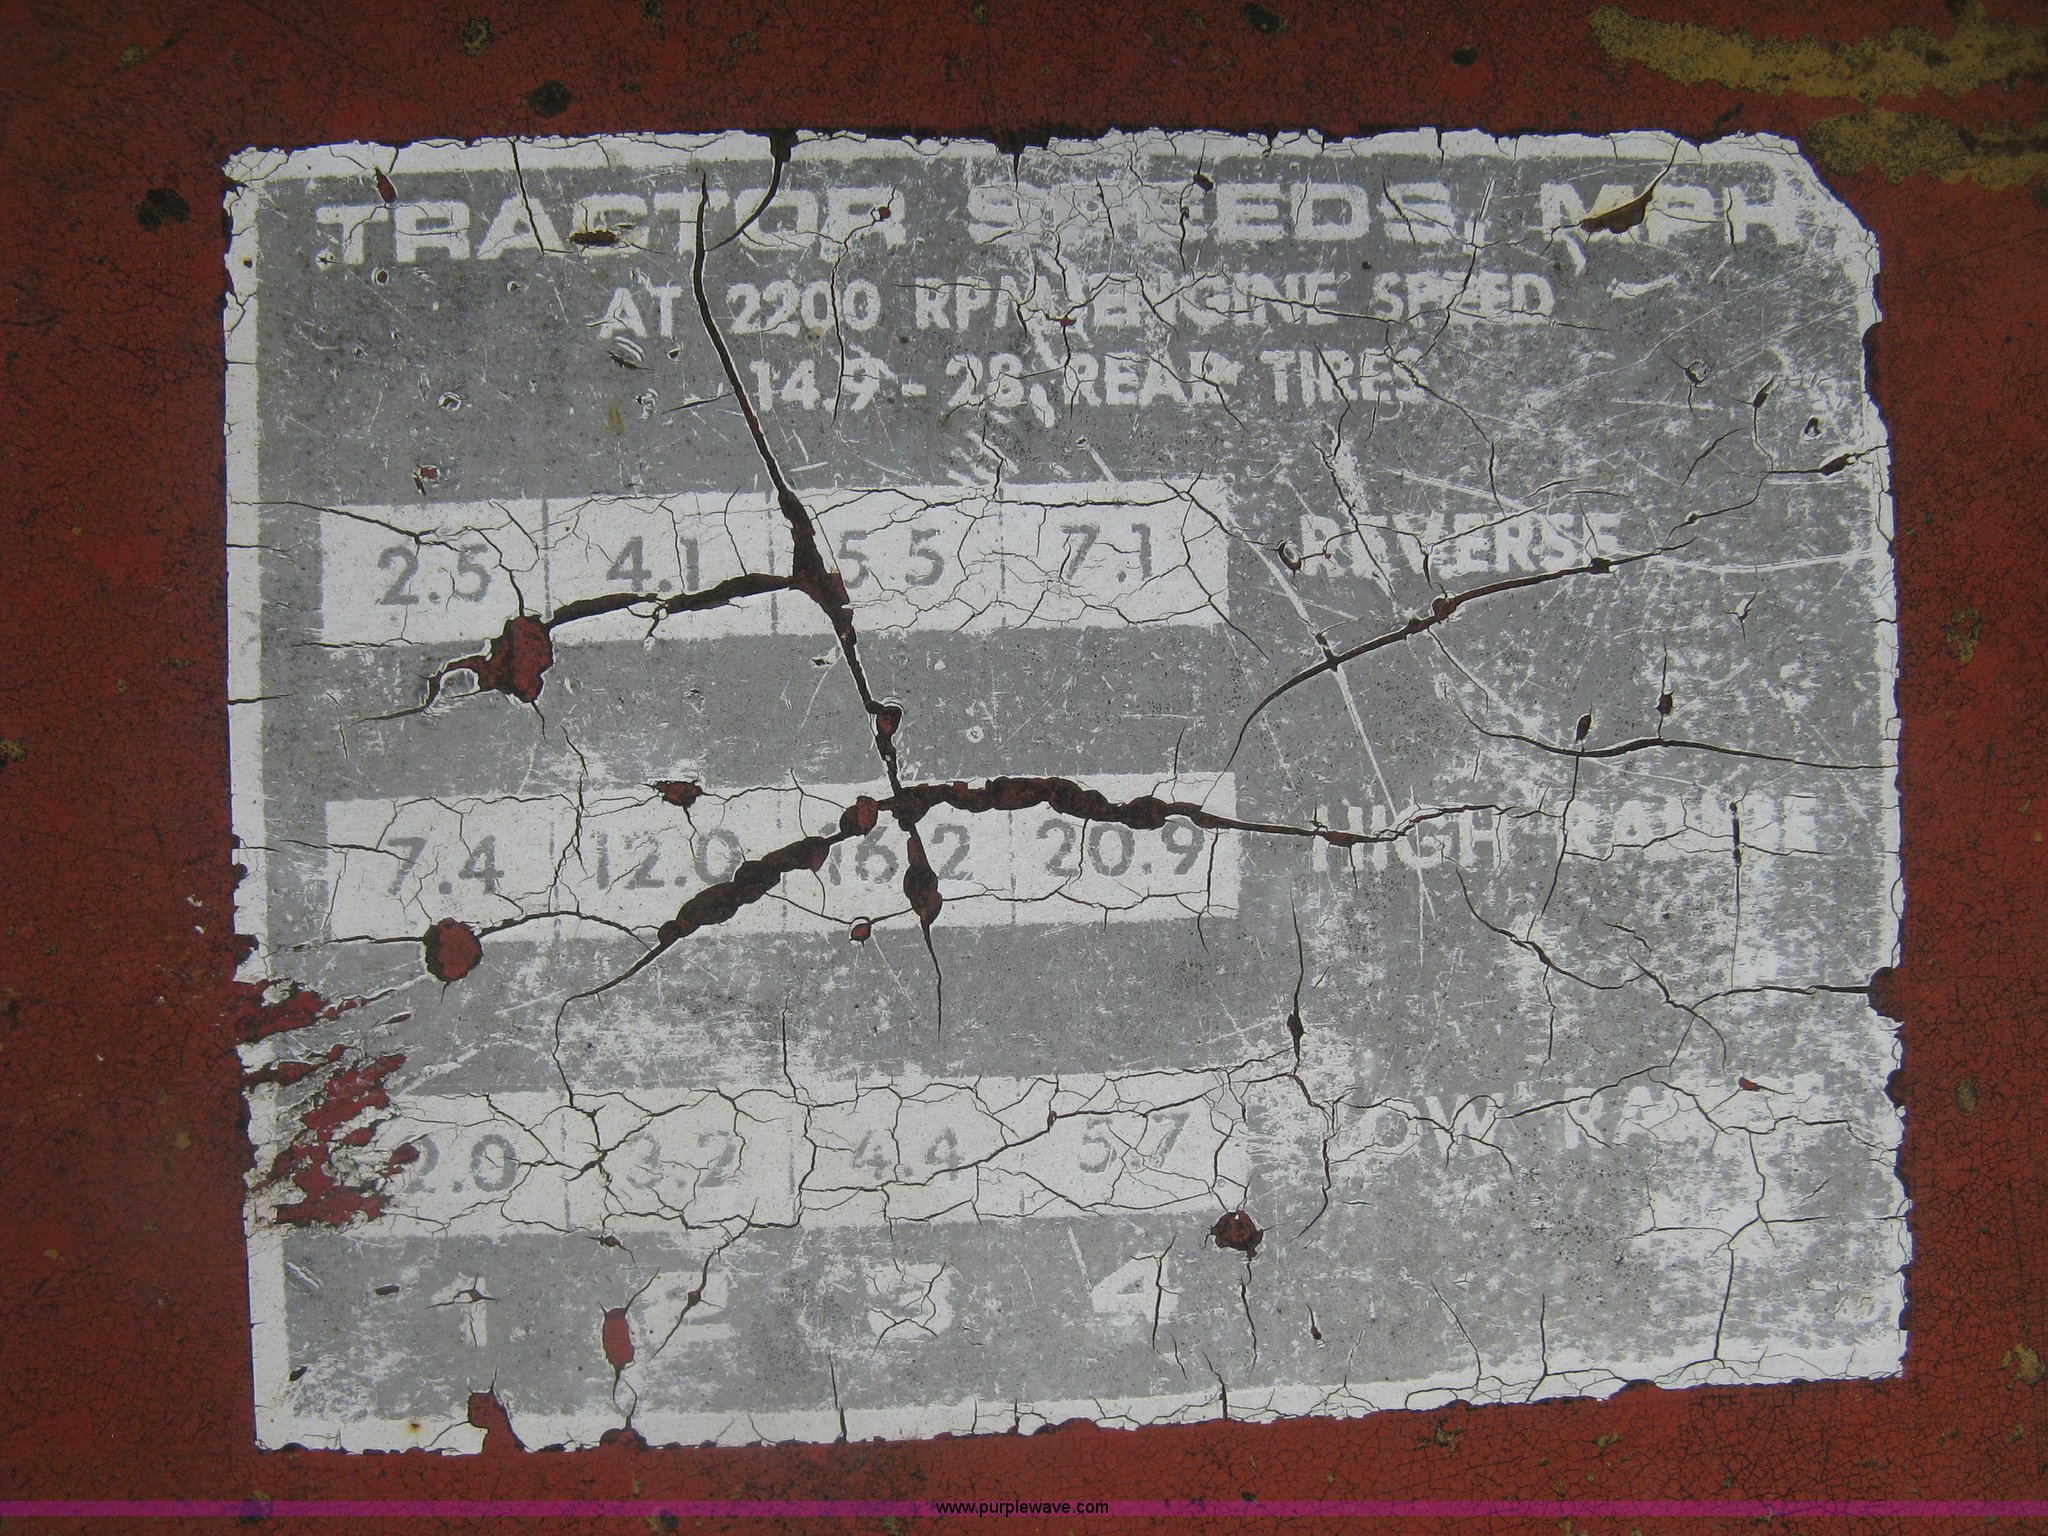 TRACTOR SPEEDS, MPH
AT 2200 RPM ENGINE SPEED
14.9 - 28 REAR TIRES
2.5 4.1 5.5 7.1 REVERSE
7.4 12.0 16.2 20.9 HIGH RANGE
2.0 3.2 4.4 5.7 LOW RANGE
1 2 3 4
www.purplewave.com